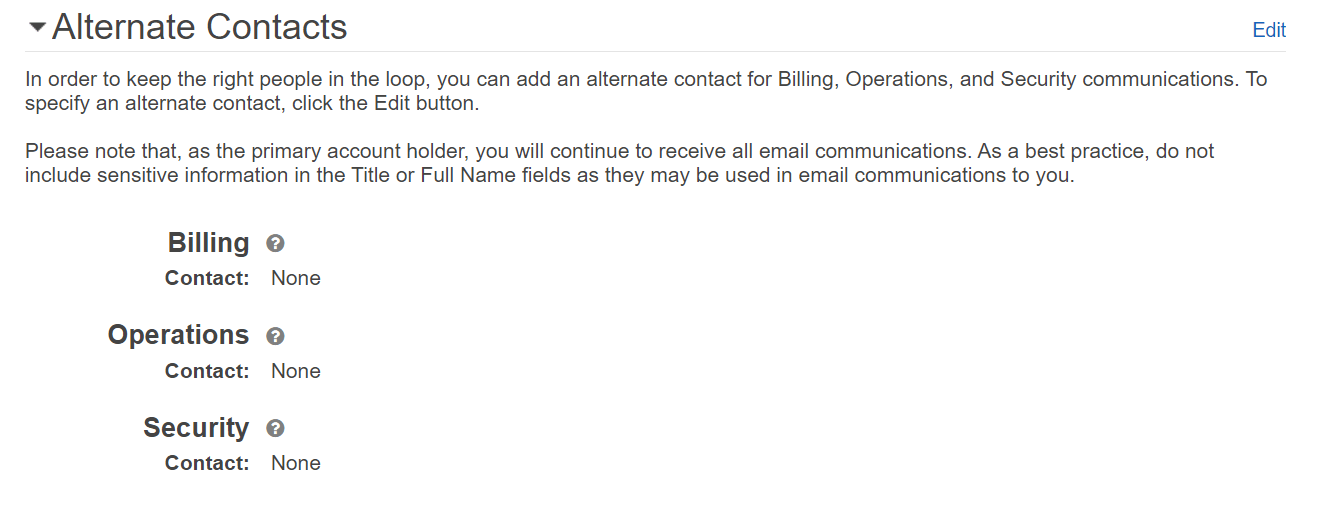 Alternate Contacts
Edit
In order to keep the right people in the loop, you can add an alternate contact for Billing, Operations, and Security communications. To
specify an alternate contact, click the Edit button.
Please note that, as the primary account holder, you will continue to receive all email communications. As a best practice, do not
include sensitive information in the Title or Full Name fields as they may be used in email communications to you.
Billing ?
Contact: None
Operations ?
Contact: None
Security ?
Contact: None